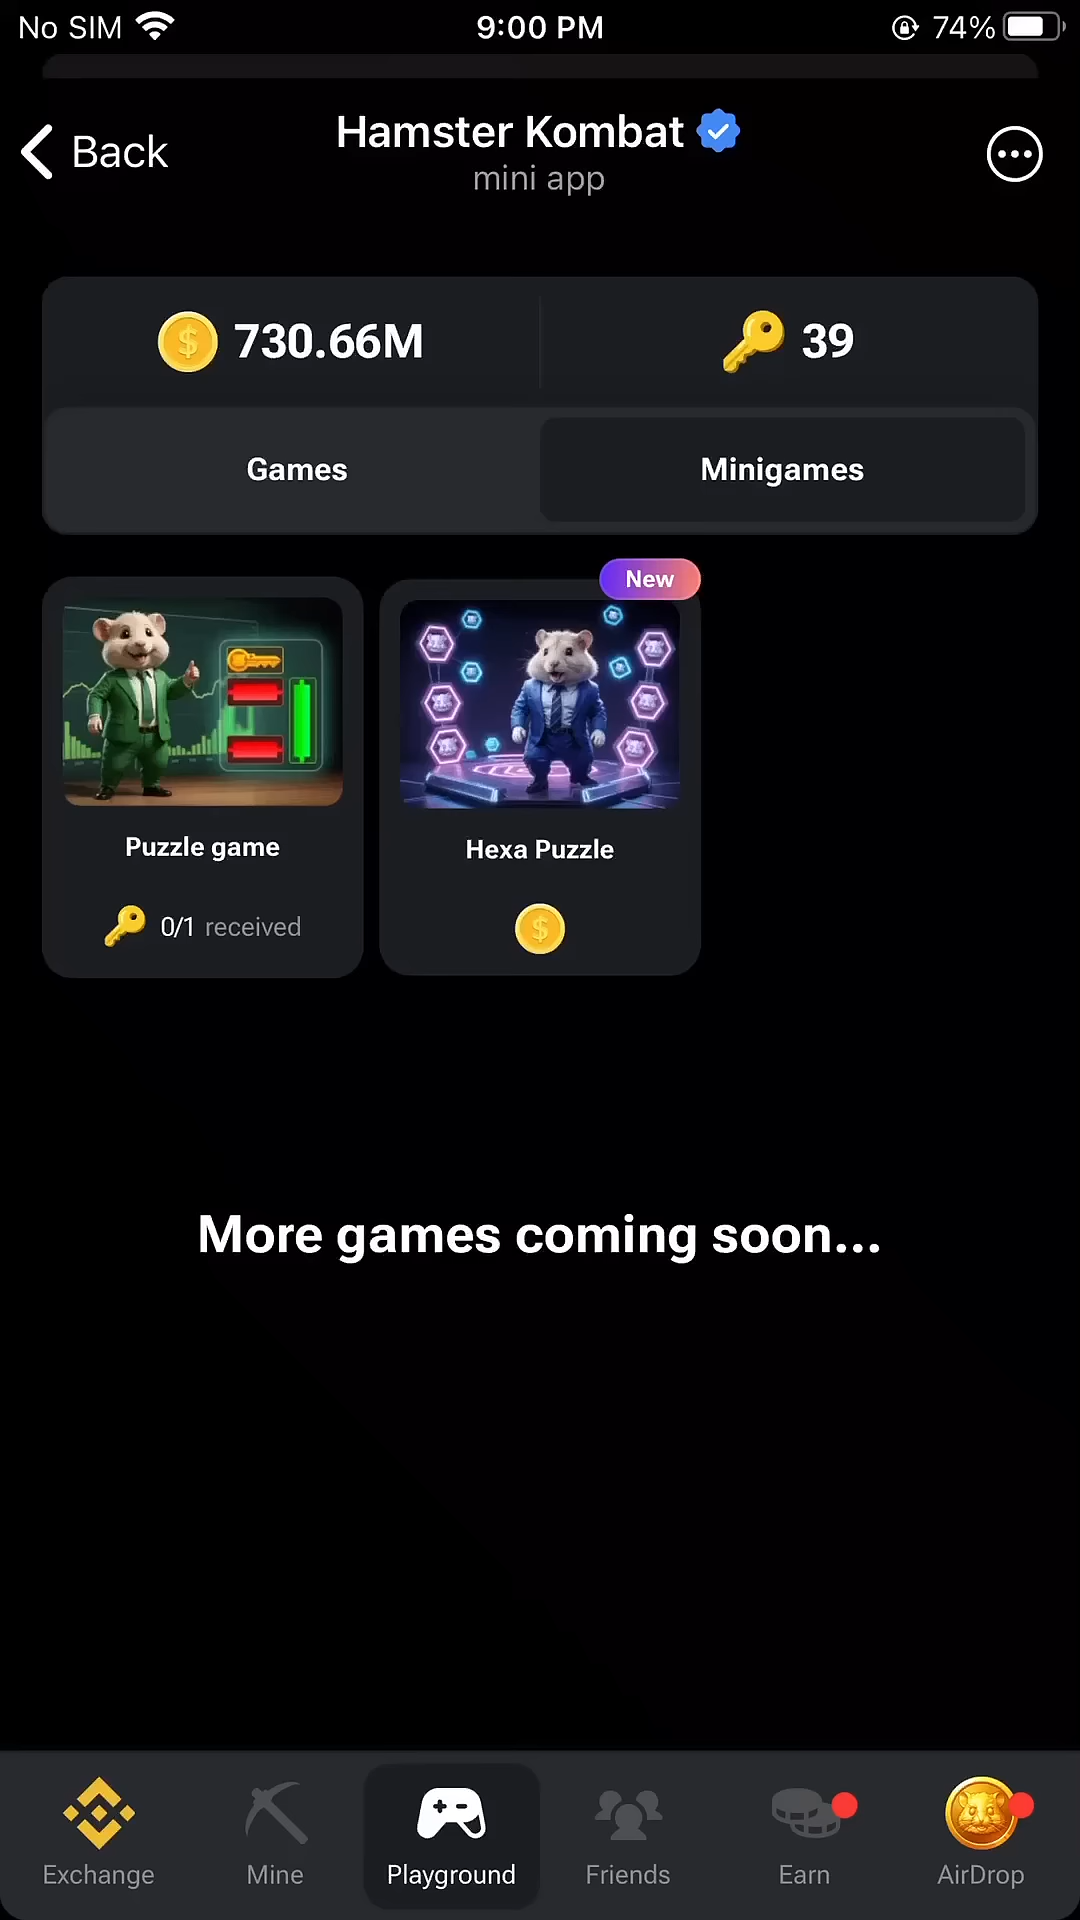 No SIM 9:00 PM 74%
Back
Hamster Kombat
mini app
730.66M 39
Games Minigames
New
Puzzle game Hexa Puzzle
0/1 received
More games coming soon...
Exchange Mine Playground Friends Earn AirDrop